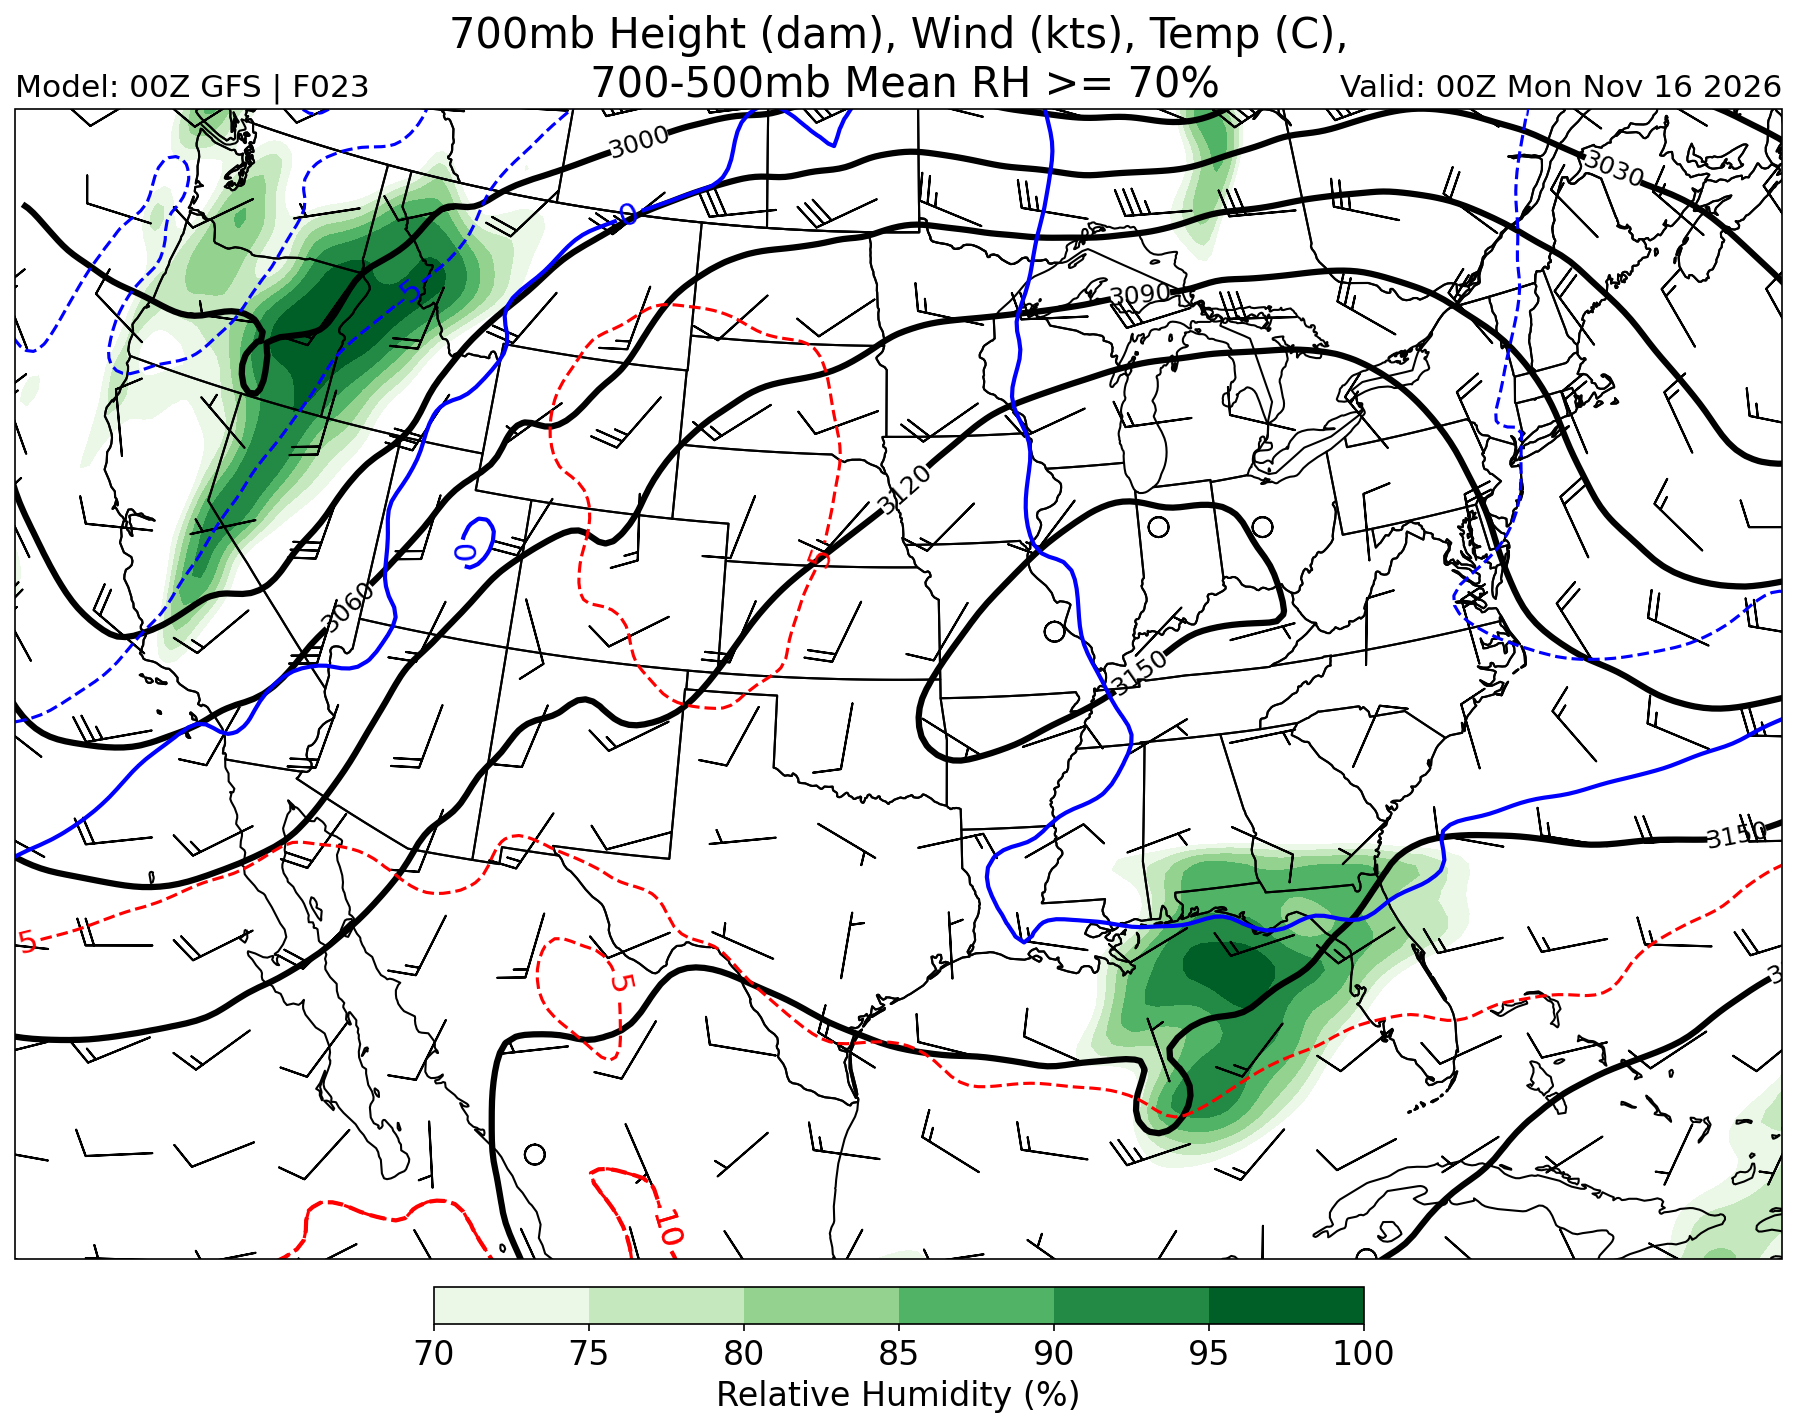 700mb Height (dam), Wind (kts), Temp (C),
700-500mb Mean RH >= 70%
Model: 00Z GFS | F023
Valid: 00Z Mon Nov 16 2026
3000
3030
0
5
3090
3120
5
0
3060
3150
3150
5
5
3
10
70 75 80 85 90 95 100
Relative Humidity (%)